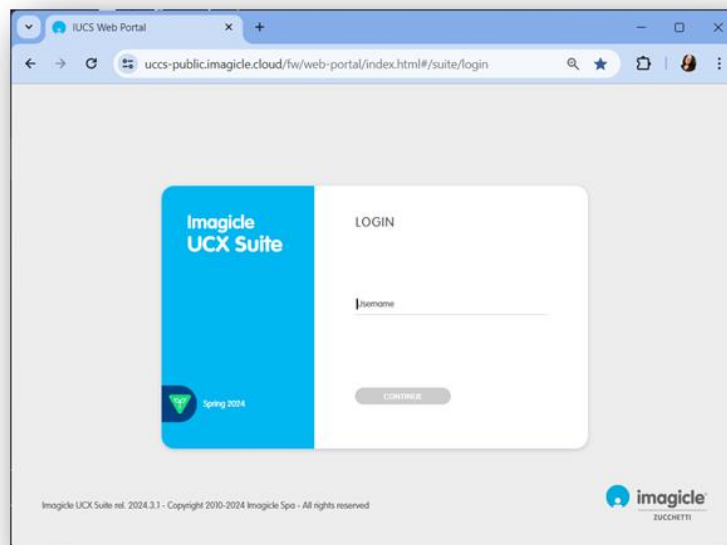 IUCS Web Portal
uccs-public.imagicle.cloud/fw/web-portal/index.html#/suite/login
Imagicle
UCX Suite
LOGIN
Username
Spring 2024
CONTINUE
Imagicle UCX Suite rel. 2024.3.1 - Copyright 2010-2024 Imagicle Spa - All rights reserved
imagicle
ZUCCHETTI